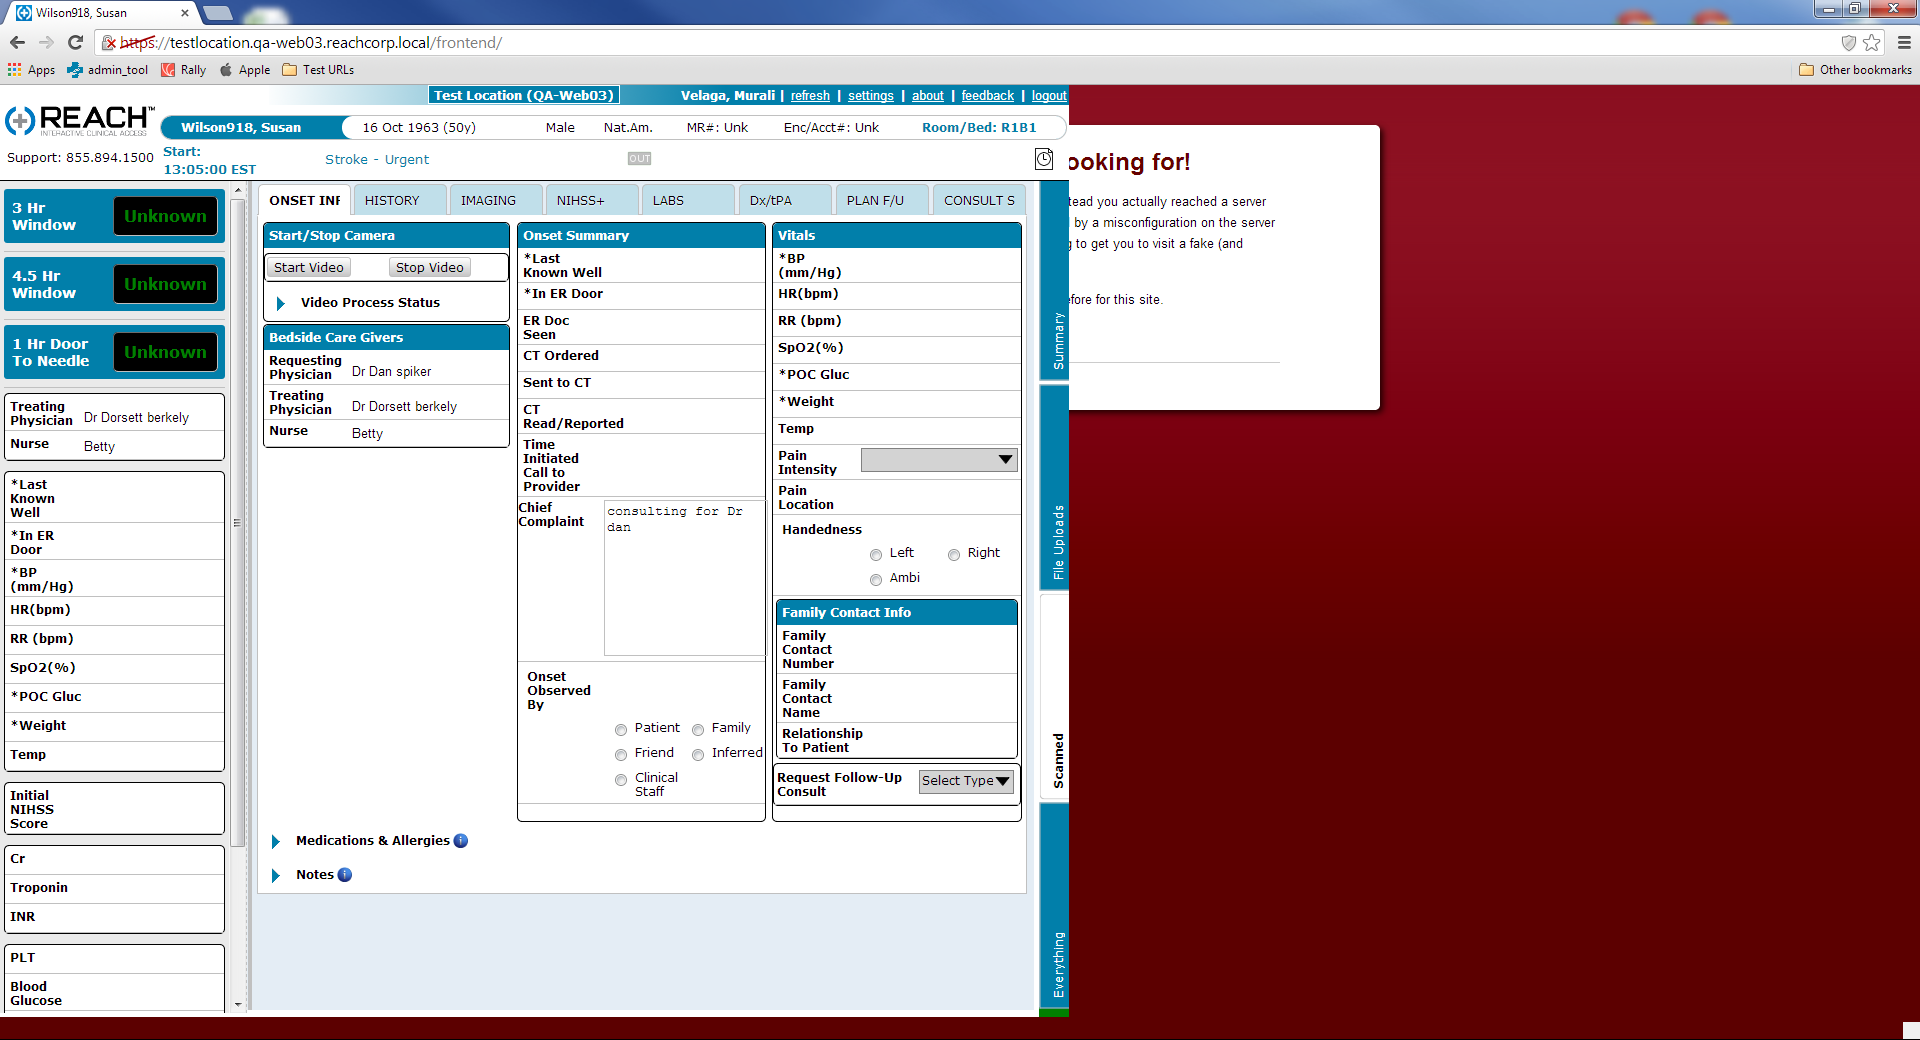 Wilson918, Susan
https://testlocation.qa-web03.reachcorp.local/frontend/
Apps admin_tool Rally Apple Test URLs Other bookmarks
Test Location (QA-Web03) Velaga, Murali | refresh | settings | about | feedback | logout
REACH™
INTERACTIVE CLINICAL ACCESS
Wilson918, Susan 16 Oct 1963 (50y) Male Nat.Am. MR#: Unk Enc/Acct#: Unk Room/Bed: R1B1
Support: 855.894.1500
Start:
13:05:00 EST
Stroke - Urgent
OUT
3 Hr
Window
Unknown
4.5 Hr
Window
Unknown
1 Hr Door
To Needle
Unknown
Treating
Physician Dr Dorsett berkely
Nurse Betty
*Last
Known
Well
*In ER
Door
*BP
(mm/Hg)
HR(bpm)
RR (bpm)
SpO2(%)
*POC Gluc
*Weight
Temp
Initial
NIHSS
Score
Cr
Troponin
INR
PLT
Blood
Glucose
ONSET INF HISTORY IMAGING NIHSS+ LABS Dx/tPA PLAN F/U CONSULT S
Start/Stop Camera
Start Video Stop Video
Video Process Status
Bedside Care Givers
Requesting
Physician Dr Dan spiker
Treating
Physician Dr Dorsett berkely
Nurse Betty
Onset Summary
*Last
Known Well
*In ER Door
ER Doc
Seen
CT Ordered
Sent to CT
CT
Read/Reported
Time
Initiated
Call to
Provider
Chief
Complaint
consulting for Dr
dan
Onset
Observed
By
Patient Family
Friend Inferred
Clinical
Staff
Vitals
*BP
(mm/Hg)
HR(bpm)
RR (bpm)
SpO2(%)
*POC Gluc
*Weight
Temp
Pain
Intensity
Pain
Location
Handedness
Left Right
Ambi
Family Contact Info
Family
Contact
Number
Family
Contact
Name
Relationship
To Patient
Request Follow-Up
Consult
Select Type
Medications & Allergies
Notes
Summary
File Uploads
Scanned
Everything
ooking for!
tead you actually reached a server
by a misconfiguration on the server
g to get you to visit a fake (and
efore for this site.